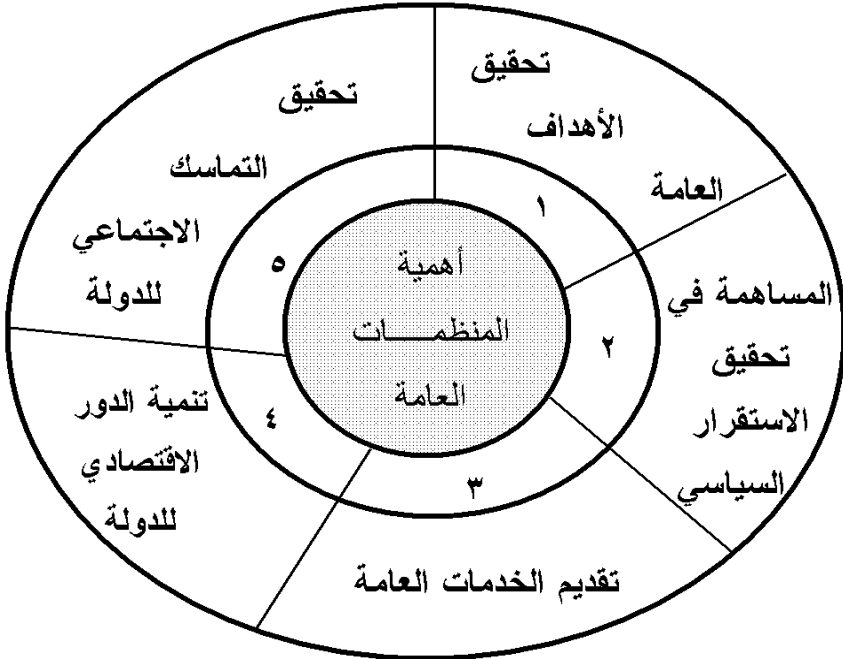 أهمية
المنظمـــــات
العامة
١
تحقيق
الأهداف
العامة
٢
المساهمة في
تحقيق
الاستقرار
السياسي
٣
تقديم الخدمات العامة
٤
تنمية الدور
الاقتصادي
للدولة
٥
تحقيق
التماسك
الاجتماعي
للدولة